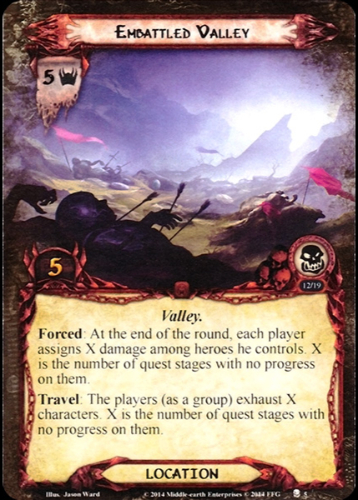 EMBATTLED VALLEY
5
5
12/19
Valley.
Forced: At the end of the round, each player
assigns X damage among heroes he controls. X
is the number of quest stages with no progress
on them.
Travel: The players (as a group) exhaust X
characters. X is the number of quest stages with
no progress on them.
Illus. Jason Ward
© 2014 Middle-earth Enterprises © 2014 FFG
LOCATION